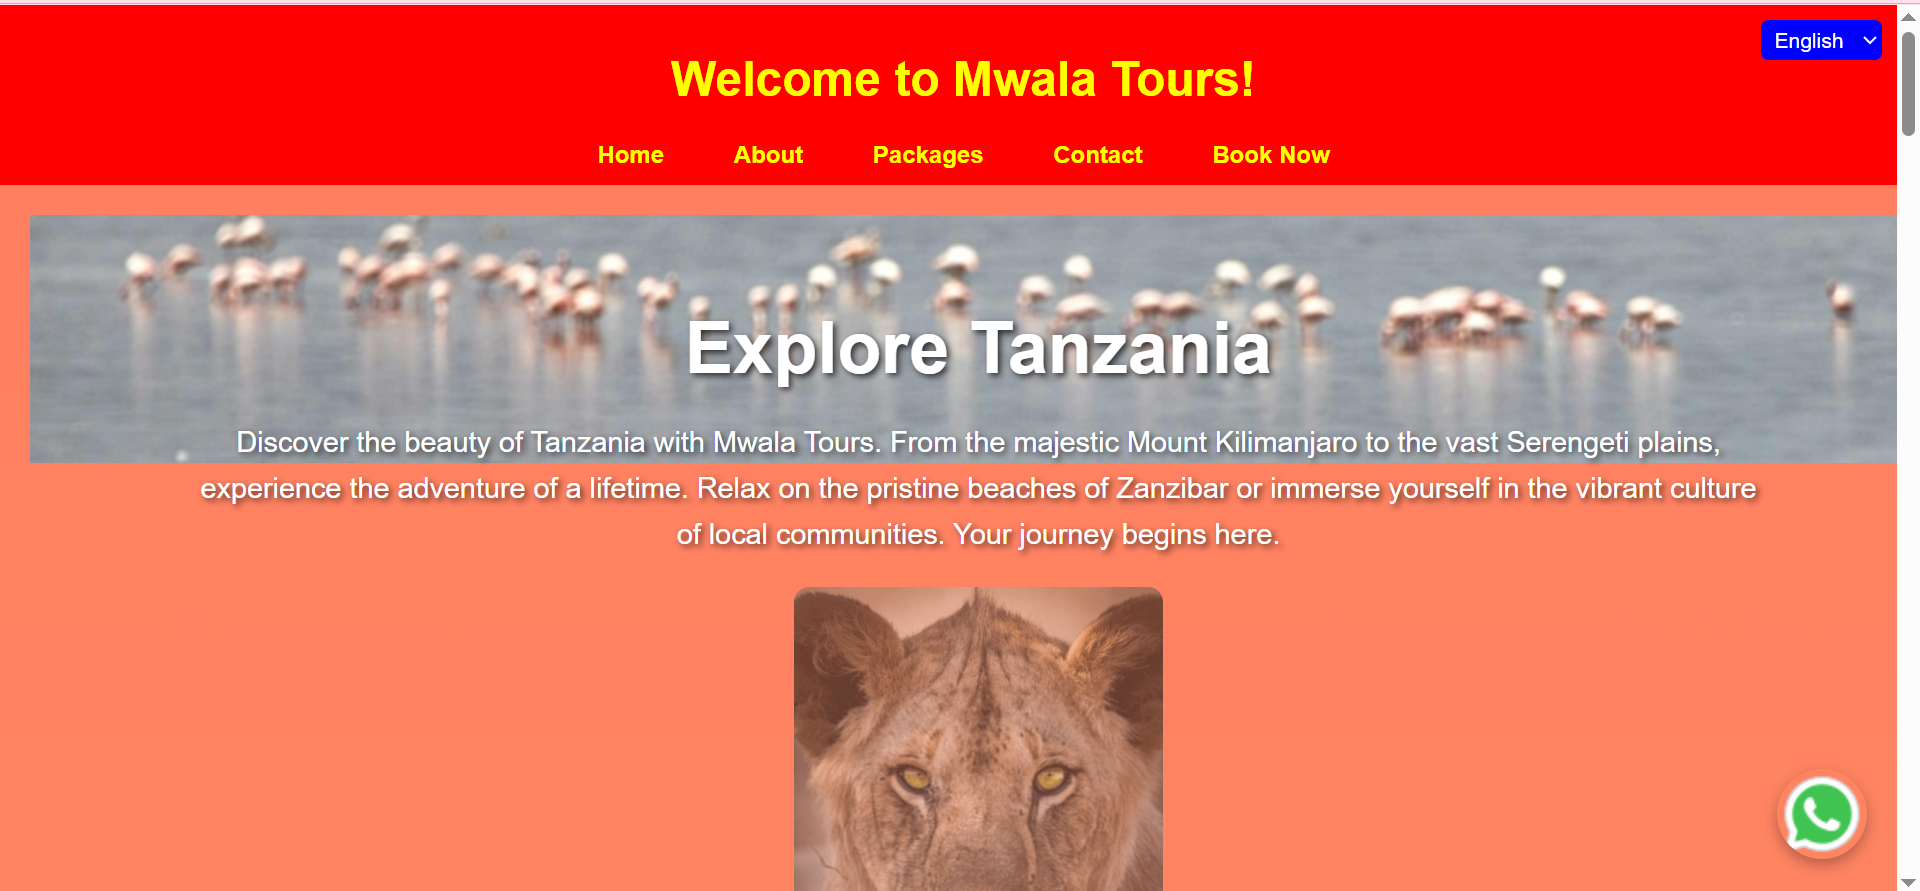 English
Welcome to Mwala Tours!
Home About Packages Contact Book Now
Explore Tanzania
Discover the beauty of Tanzania with Mwala Tours. From the majestic Mount Kilimanjaro to the vast Serengeti plains,
experience the adventure of a lifetime. Relax on the pristine beaches of Zanzibar or immerse yourself in the vibrant culture
of local communities. Your journey begins here.